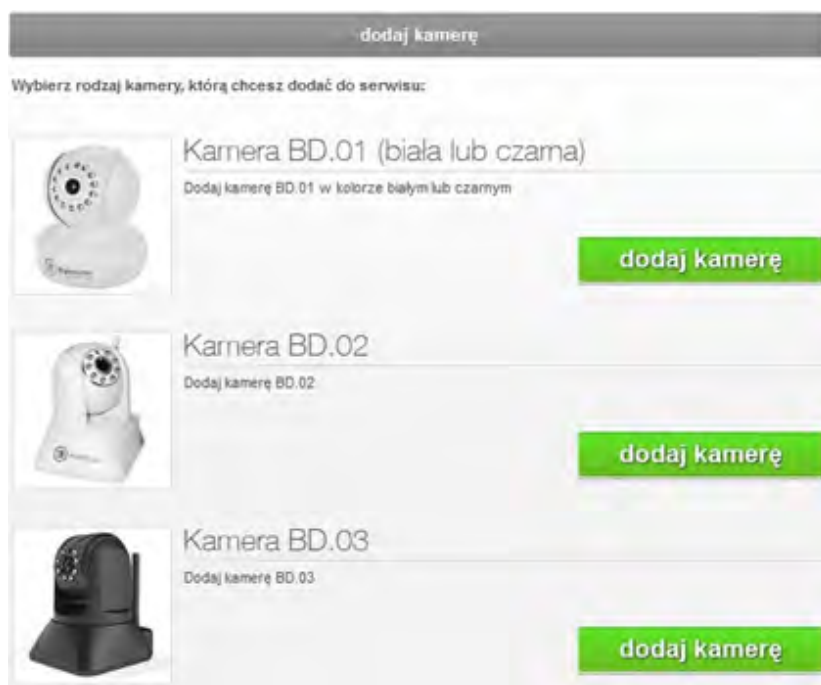 dodaj kamerę
Wybierz rodzaj kamery, którą chcesz dodać do serwisu:
Kamera BD.01 (biała lub czarna)
Dodaj kamerę BD.01 w kolorze białym lub czarnym
dodaj kamerę
Kamera BD.02
Dodaj kamerę BD.02
dodaj kamerę
Kamera BD.03
Dodaj kamerę BD.03
dodaj kamerę